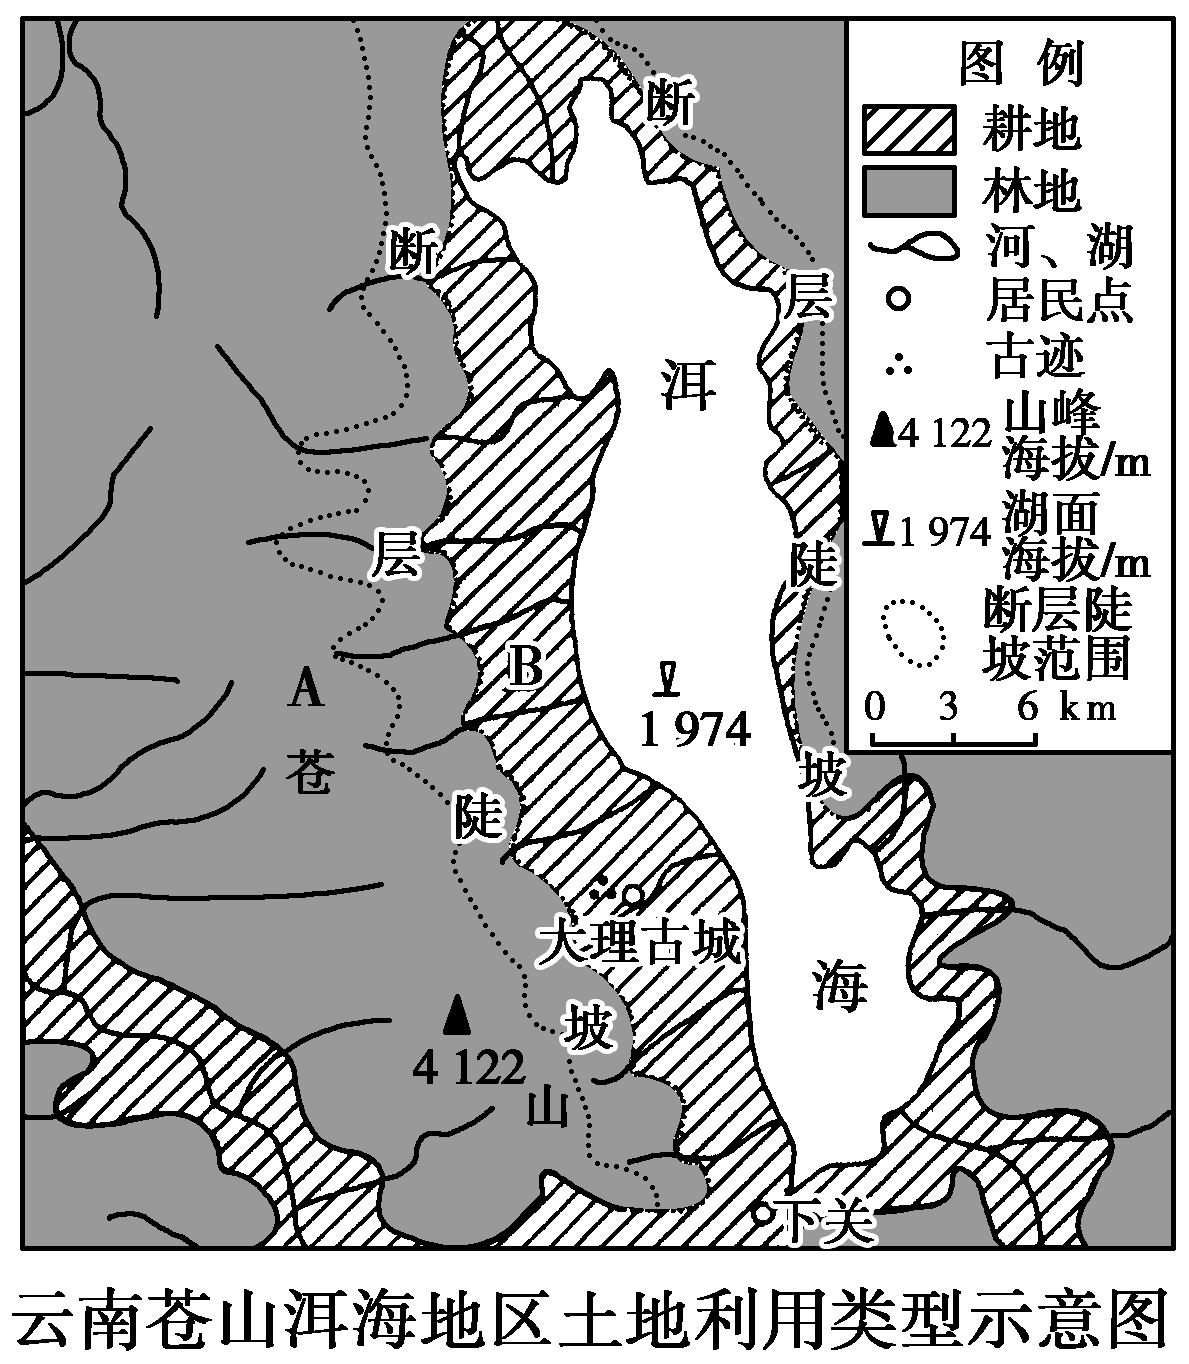 图 例
耕地
林地
河、湖
居民点
古迹
4 122 山峰
海拔/m
1 974 湖面
海拔/m
断层陡
坡范围
0 3 6 km
断
层
陡
坡
断
层
陡
坡
洱
海
1 974
A
B
苍
山
大理古城
4 122
下关
云南苍山洱海地区土地利用类型示意图